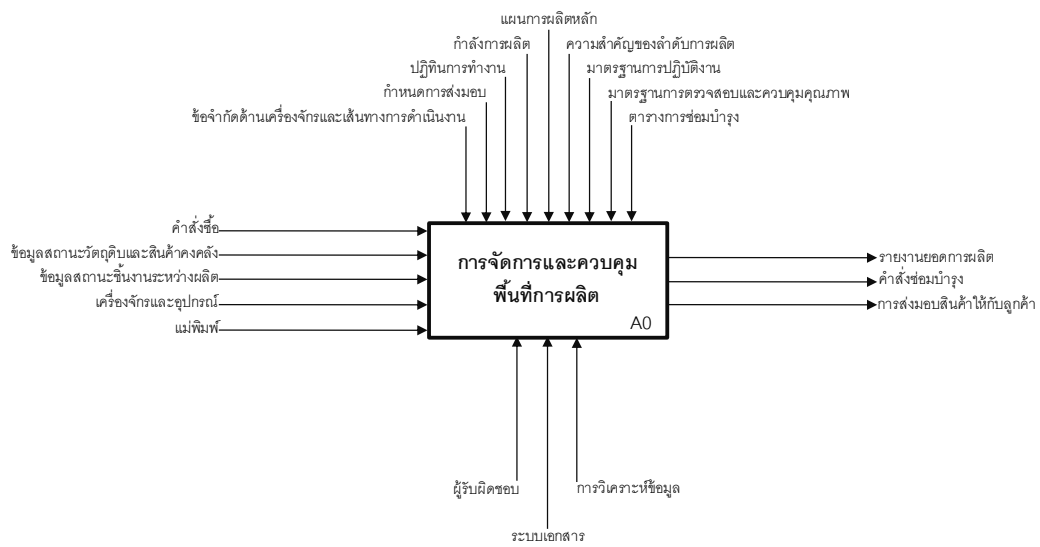 แผนการผลิตหลัก
กำลังการผลิต
ความสำคัญของลำดับการผลิต
ปฏิทินการทำงาน
มาตรฐานการปฏิบัติงาน
กำหนดการส่งมอบ
มาตรฐานการตรวจสอบและควบคุมคุณภาพ
ข้อจำกัดด้านเครื่องจักรและเส้นทางการดำเนินงาน
ตารางการซ่อมบำรุง
คำสั่งซื้อ
ข้อมูลสถานะวัตถุดิบและสินค้าคงคลัง
ข้อมูลสถานะชิ้นงานระหว่างผลิต
เครื่องจักรและอุปกรณ์
แม่พิมพ์
การจัดการและควบคุม
พื้นที่การผลิต
A0
รายงานยอดการผลิต
คำสั่งซ่อมบำรุง
การส่งมอบสินค้าให้กับลูกค้า
ผู้รับผิดชอบ
การวิเคราะห์ข้อมูล
ระบบเอกสาร